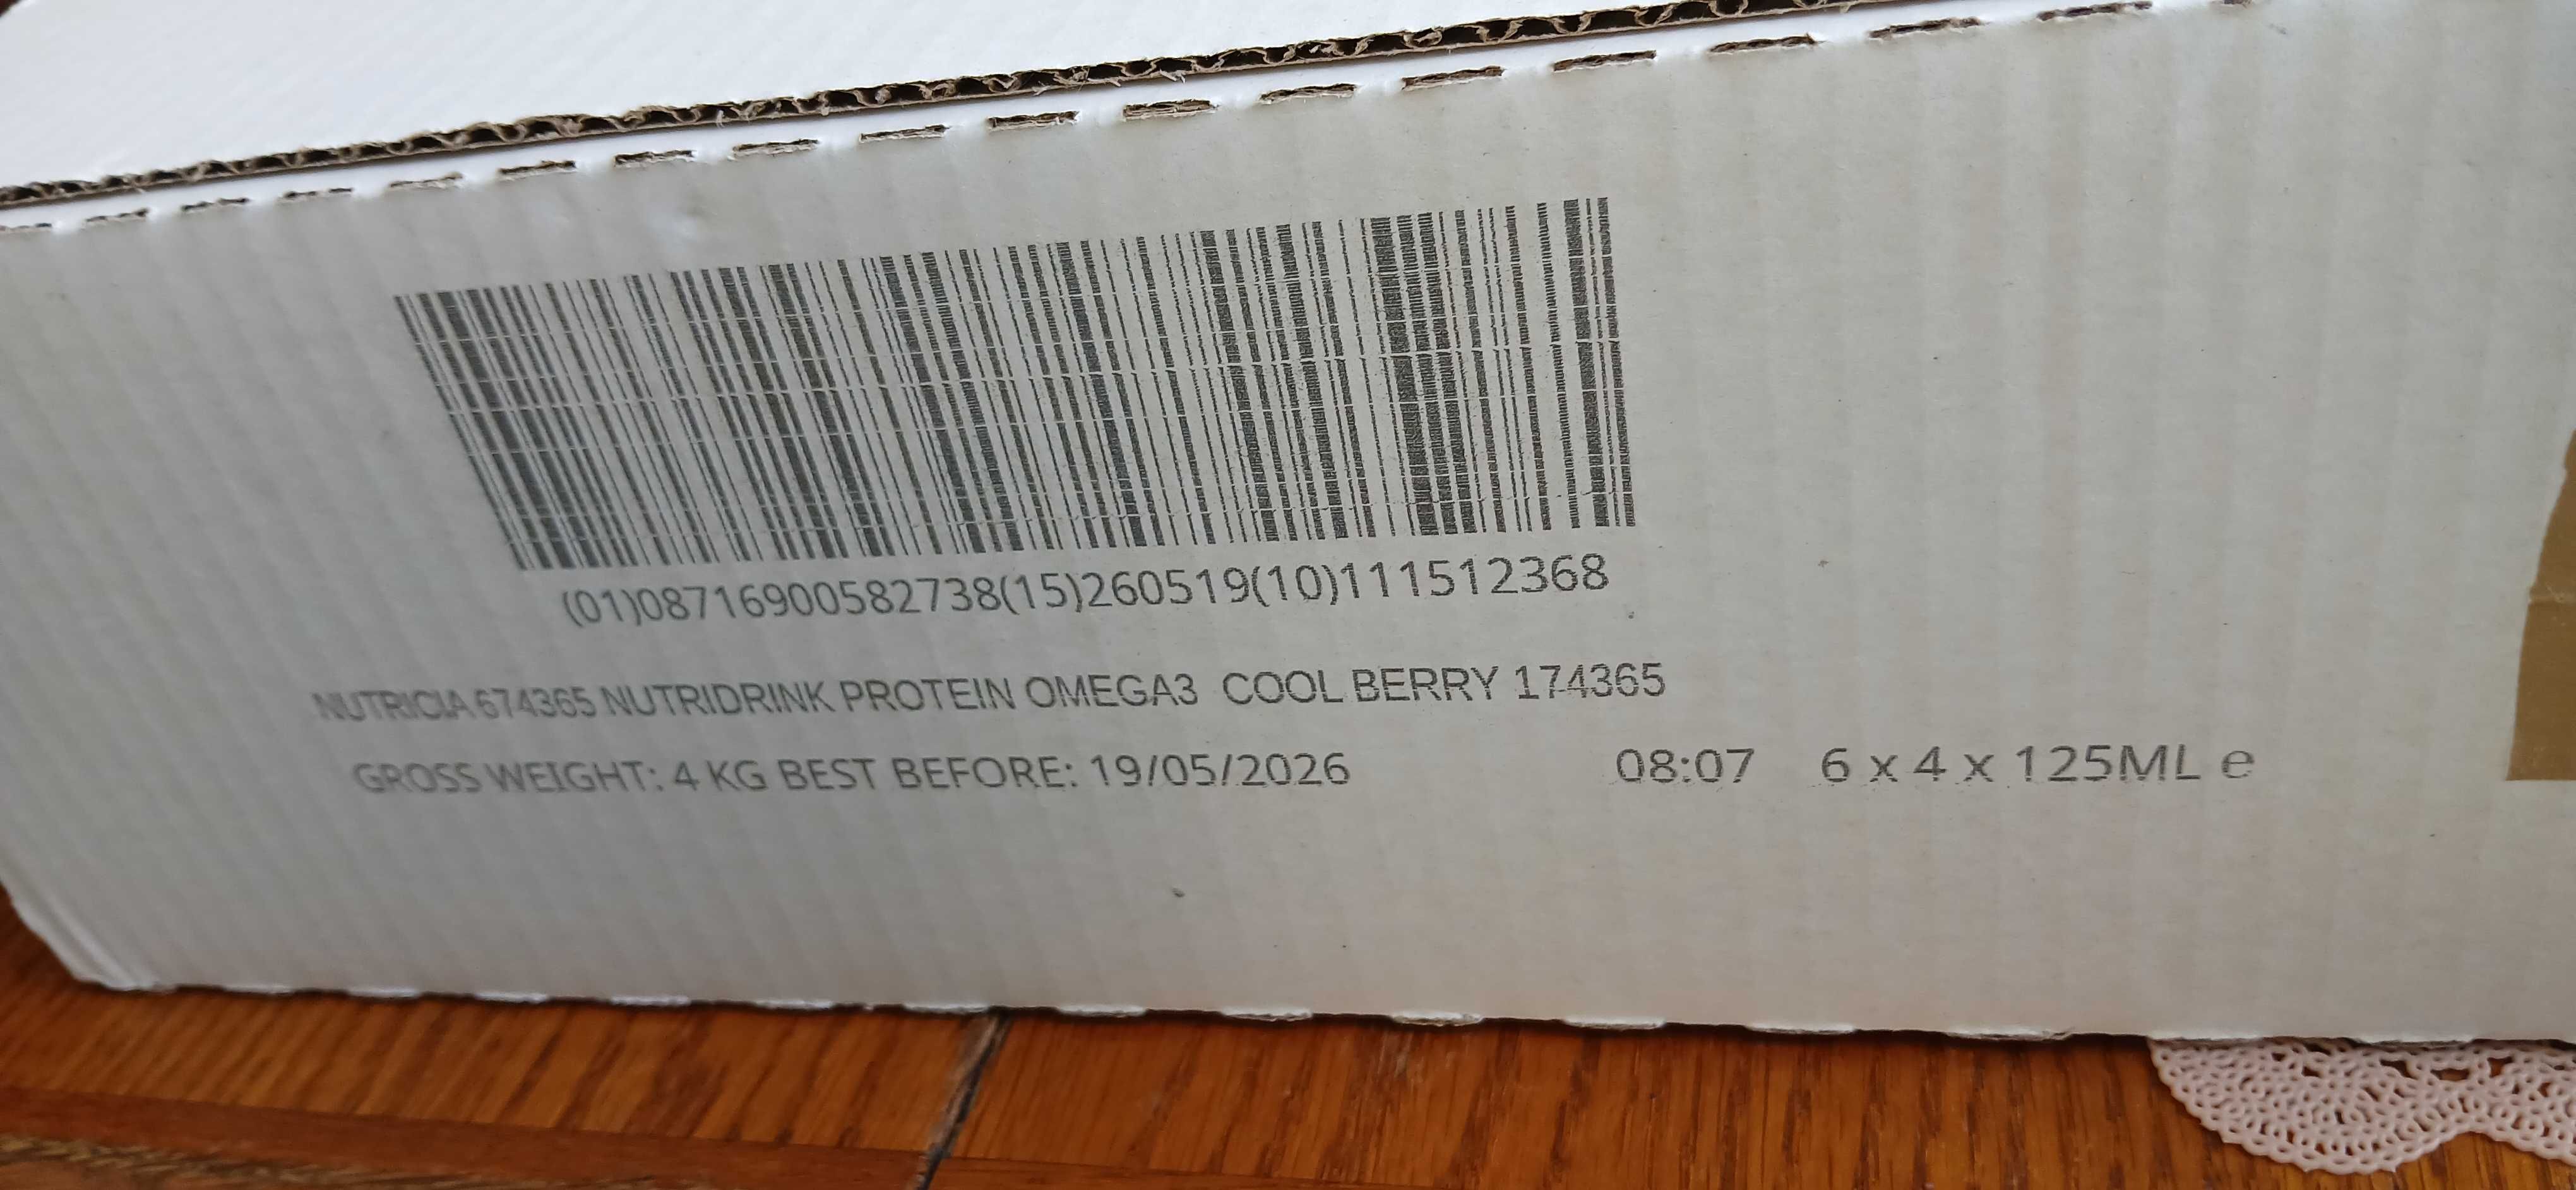 (01)08716900582738(15)260519(10)111512368
NUTRICIA 674365 NUTRIDRINK PROTEIN OMEGA3 COOL BERRY 174365
GROSS WEIGHT: 4 KG BEST BEFORE: 19/05/2026 08:07 6 x 4 x 125ML e